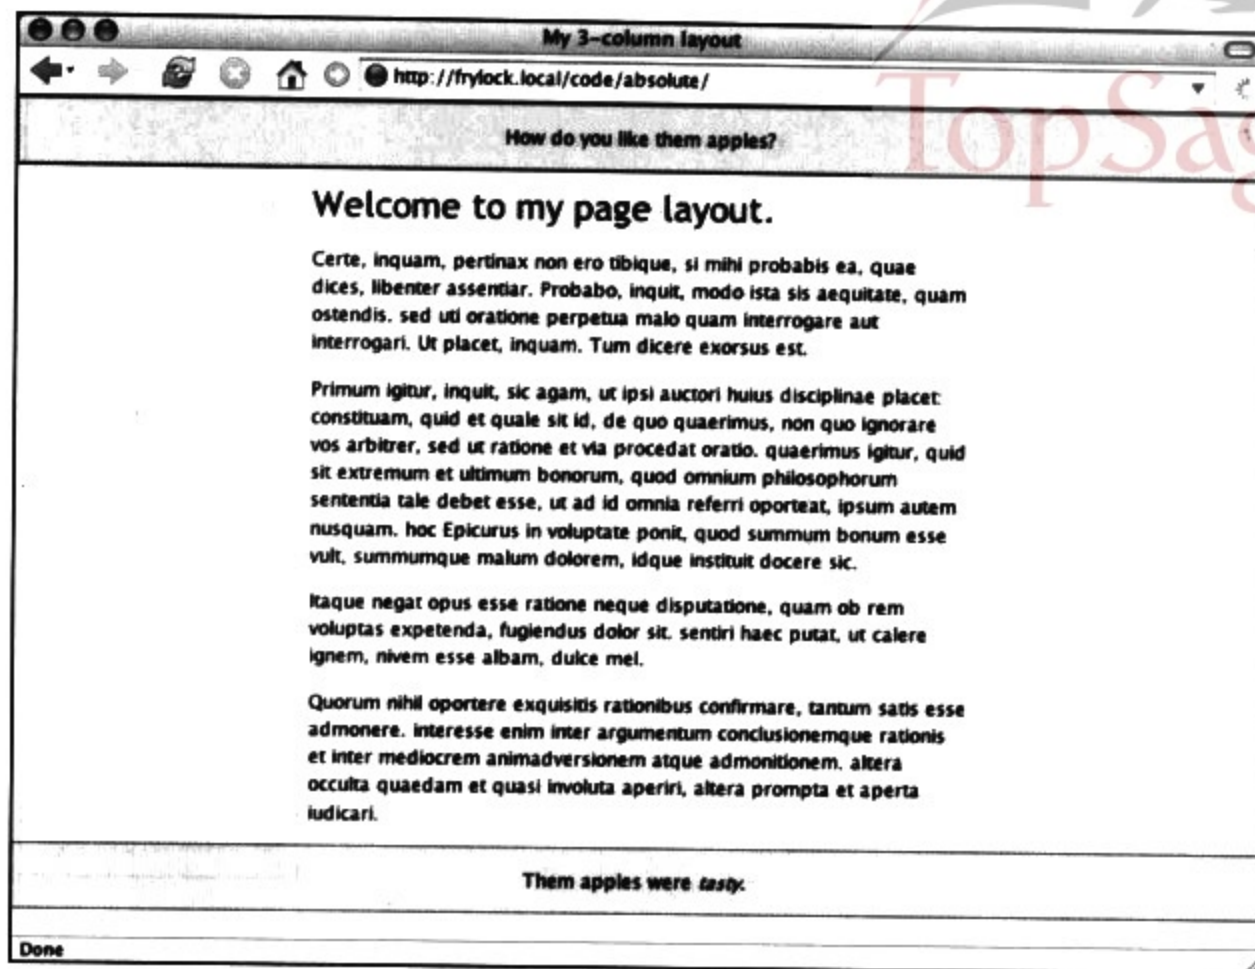 My 3-column layout
http://frylock.local/code/absolute/
TopSag
How do you like them apples?
Welcome to my page layout.
Certe, inquam, pertinax non ero tibique, si mihi probabis ea, quae
dices, libenter assentiar. Probabo, inquit, modo ista sis aequitate, quam
ostendis. sed uti oratione perpetua malo quam interrogare aut
interrogari. Ut placet, inquam. Tum dicere exorsus est.
Primum igitur, inquit, sic agam, ut ipsi auctori huius disciplinae placet:
constituam, quid et quale sit id, de quo quaerimus, non quo ignorare
vos arbitrer, sed ut ratione et via procedat oratio. quaerimus igitur, quid
sit extremum et ultimum bonorum, quod omnium philosophorum
sententia tale debet esse, ut ad id omnia referri oporteat, ipsum autem
nusquam. hoc Epicurus in voluptate ponit, quod summum bonum esse
vult, summumque malum dolorem, idque instituit docere sic.
Itaque negat opus esse ratione neque disputatione, quam ob rem
voluptas expetenda, fugiendus dolor sit. sentiri haec putat, ut calere
ignem, nivem esse albam, dulce mel.
Quorum nihil oportere exquisitis rationibus confirmare, tantum satis esse
admonere. interesse enim inter argumentum conclusionemque rationis
et inter mediocrem animadversionem atque admonitionem. altera
occulta quaedam et quasi involuta aperiri, altera prompta et aperta
iudicari.
Them apples were tasty.
Done